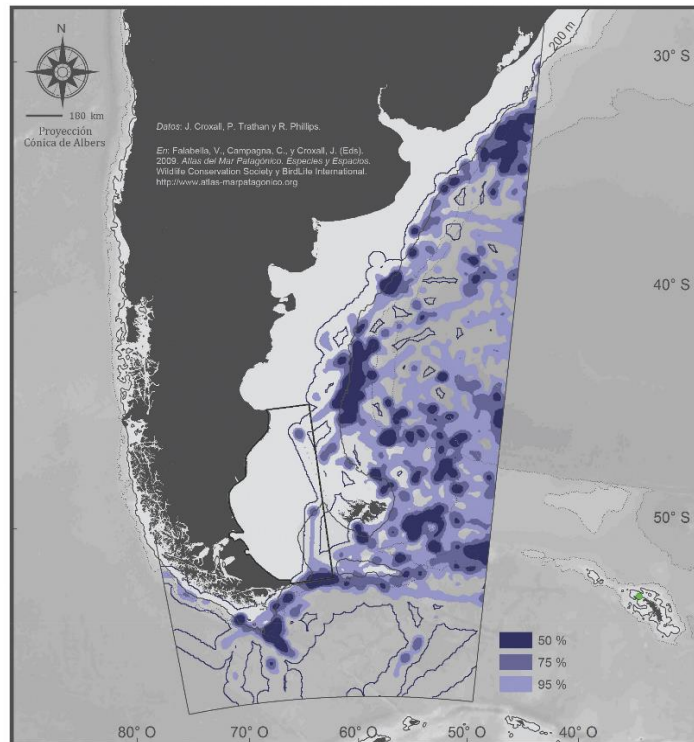 N
180 km
Proyección
Cónica de Albers
Datos: J. Croxall, P. Trathan y R. Phillips.
En: Falabella, V., Campagna, C., y Croxall, J. (Eds).
2009. Atlas del Mar Patagónico. Especies y Espacios.
Wildlife Conservation Society y BirdLife International.
http://www.atlas-marpatagonico.org
200 m
30° S
40° S
50° S
50 %
75 %
95 %
80° O
70° O
60° O
50° O
40° O